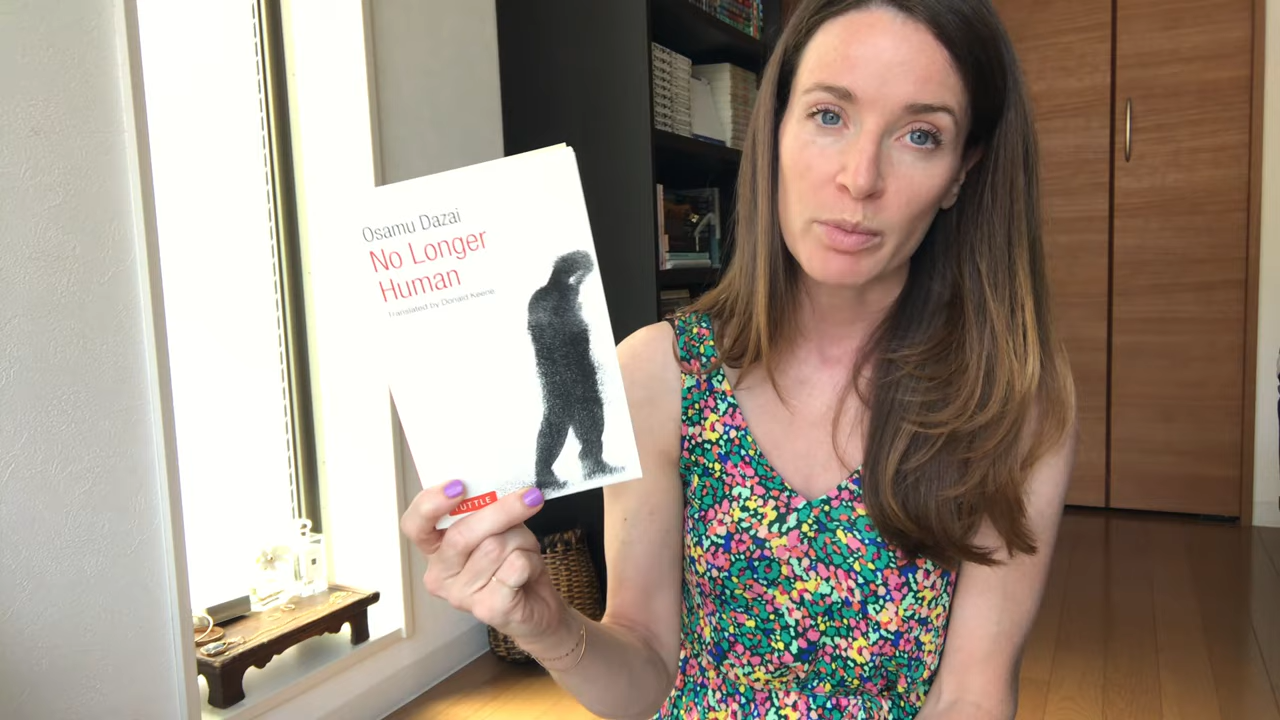 Osamu Dazai
No Longer
Human
Translated by Donald Keene
TUTTLE